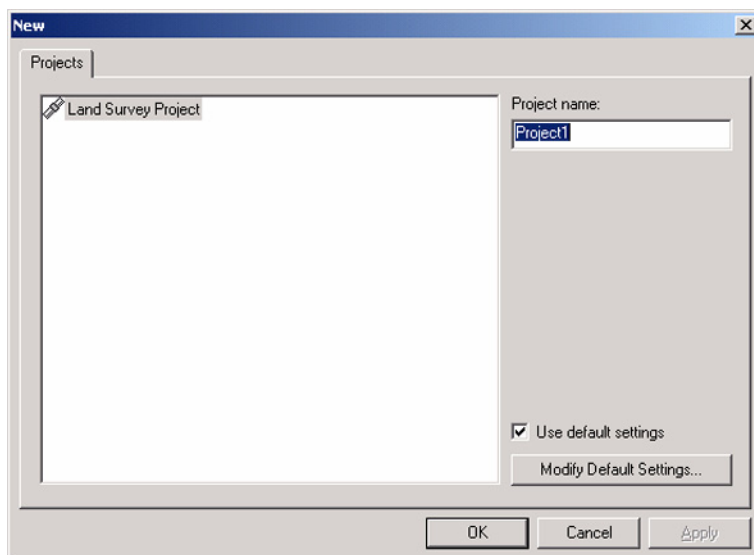 New
Projects
Land Survey Project
Project name:
Project1
Use default settings
Modify Default Settings...
OK
Cancel
Apply